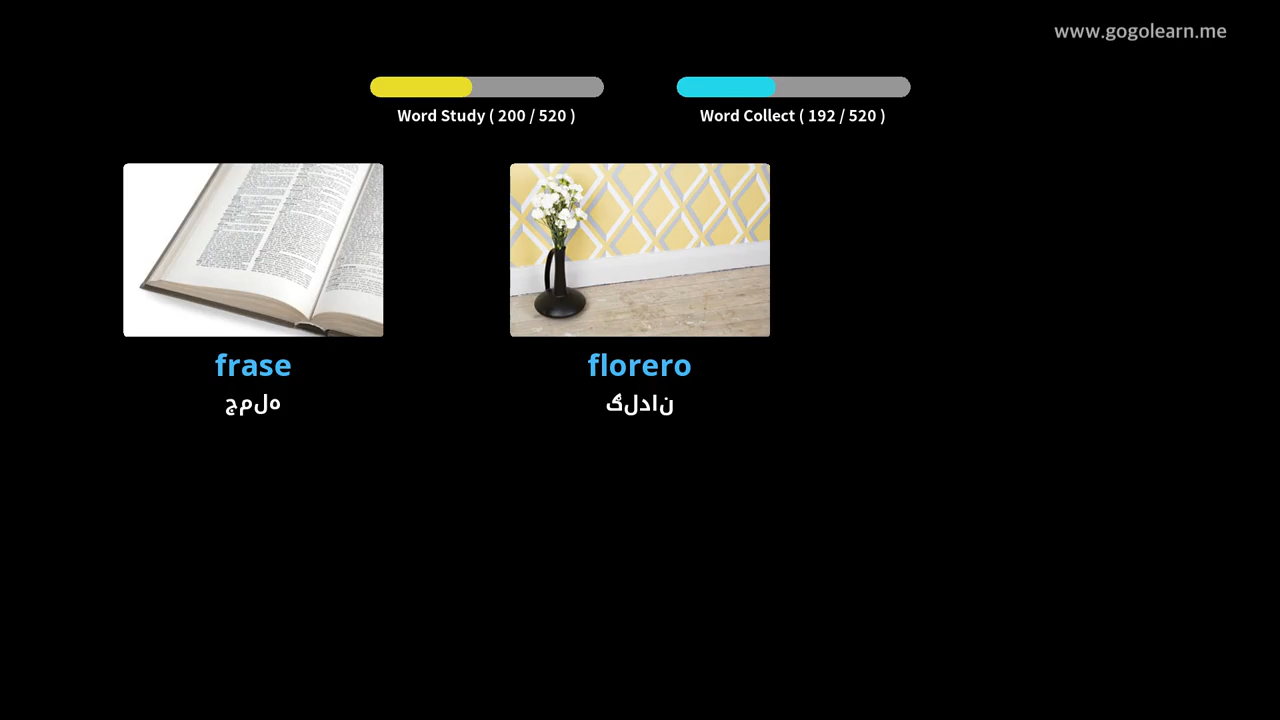 www.gogolearn.me
Word Study ( 200 / 520 )
Word Collect ( 192 / 520 )
frase
جمله
florero
گلدان